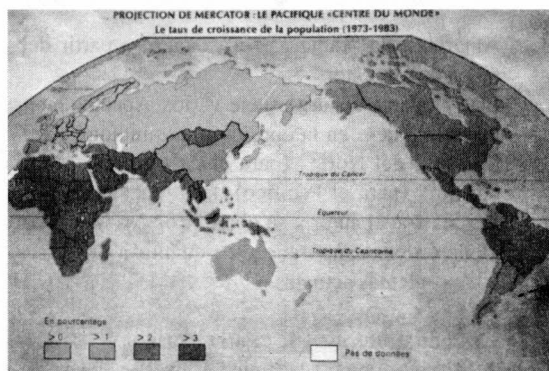 PROJECTION DE MERCATOR : LE PACIFIQUE «CENTRE DU MONDE»
Le taux de croissance de la population (1973-1983)
Tropique du Cancer
Equateur
Tropique du Capricorne
En pourcentage
> 0 > 1 > 2 > 3
Pas de données